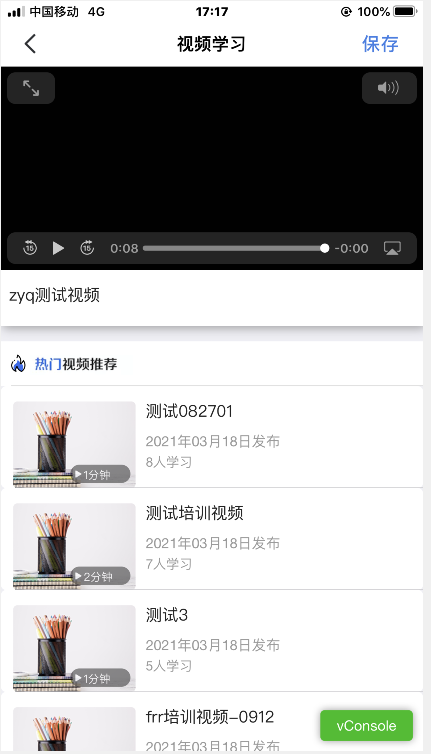 中国移动 4G 17:17 100%
视频学习 保存
15 15 0:08 -0:00
zyq测试视频
热门视频推荐
测试082701
2021年03月18日发布
8人学习
1分钟
测试培训视频
2021年03月18日发布
7人学习
2分钟
测试3
2021年03月18日发布
5人学习
1分钟
frr培训视频-0912
2021年03月18日发布
vConsole